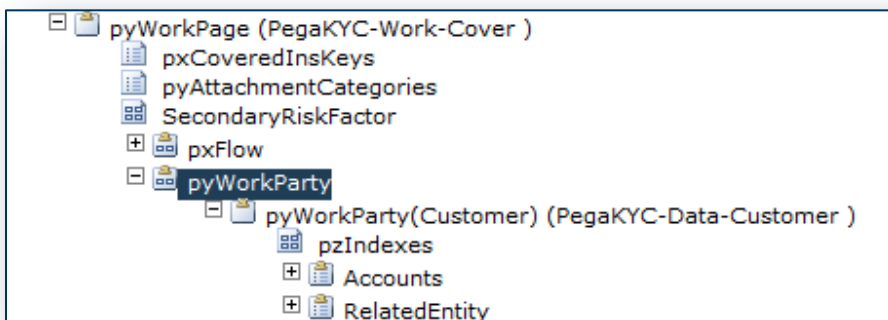 pyWorkPage (PegaKYC-Work-Cover )
pxCoveredInsKeys
pyAttachmentCategories
SecondaryRiskFactor
pxFlow
pyWorkParty
pyWorkParty(Customer) (PegaKYC-Data-Customer )
pzIndexes
Accounts
RelatedEntity